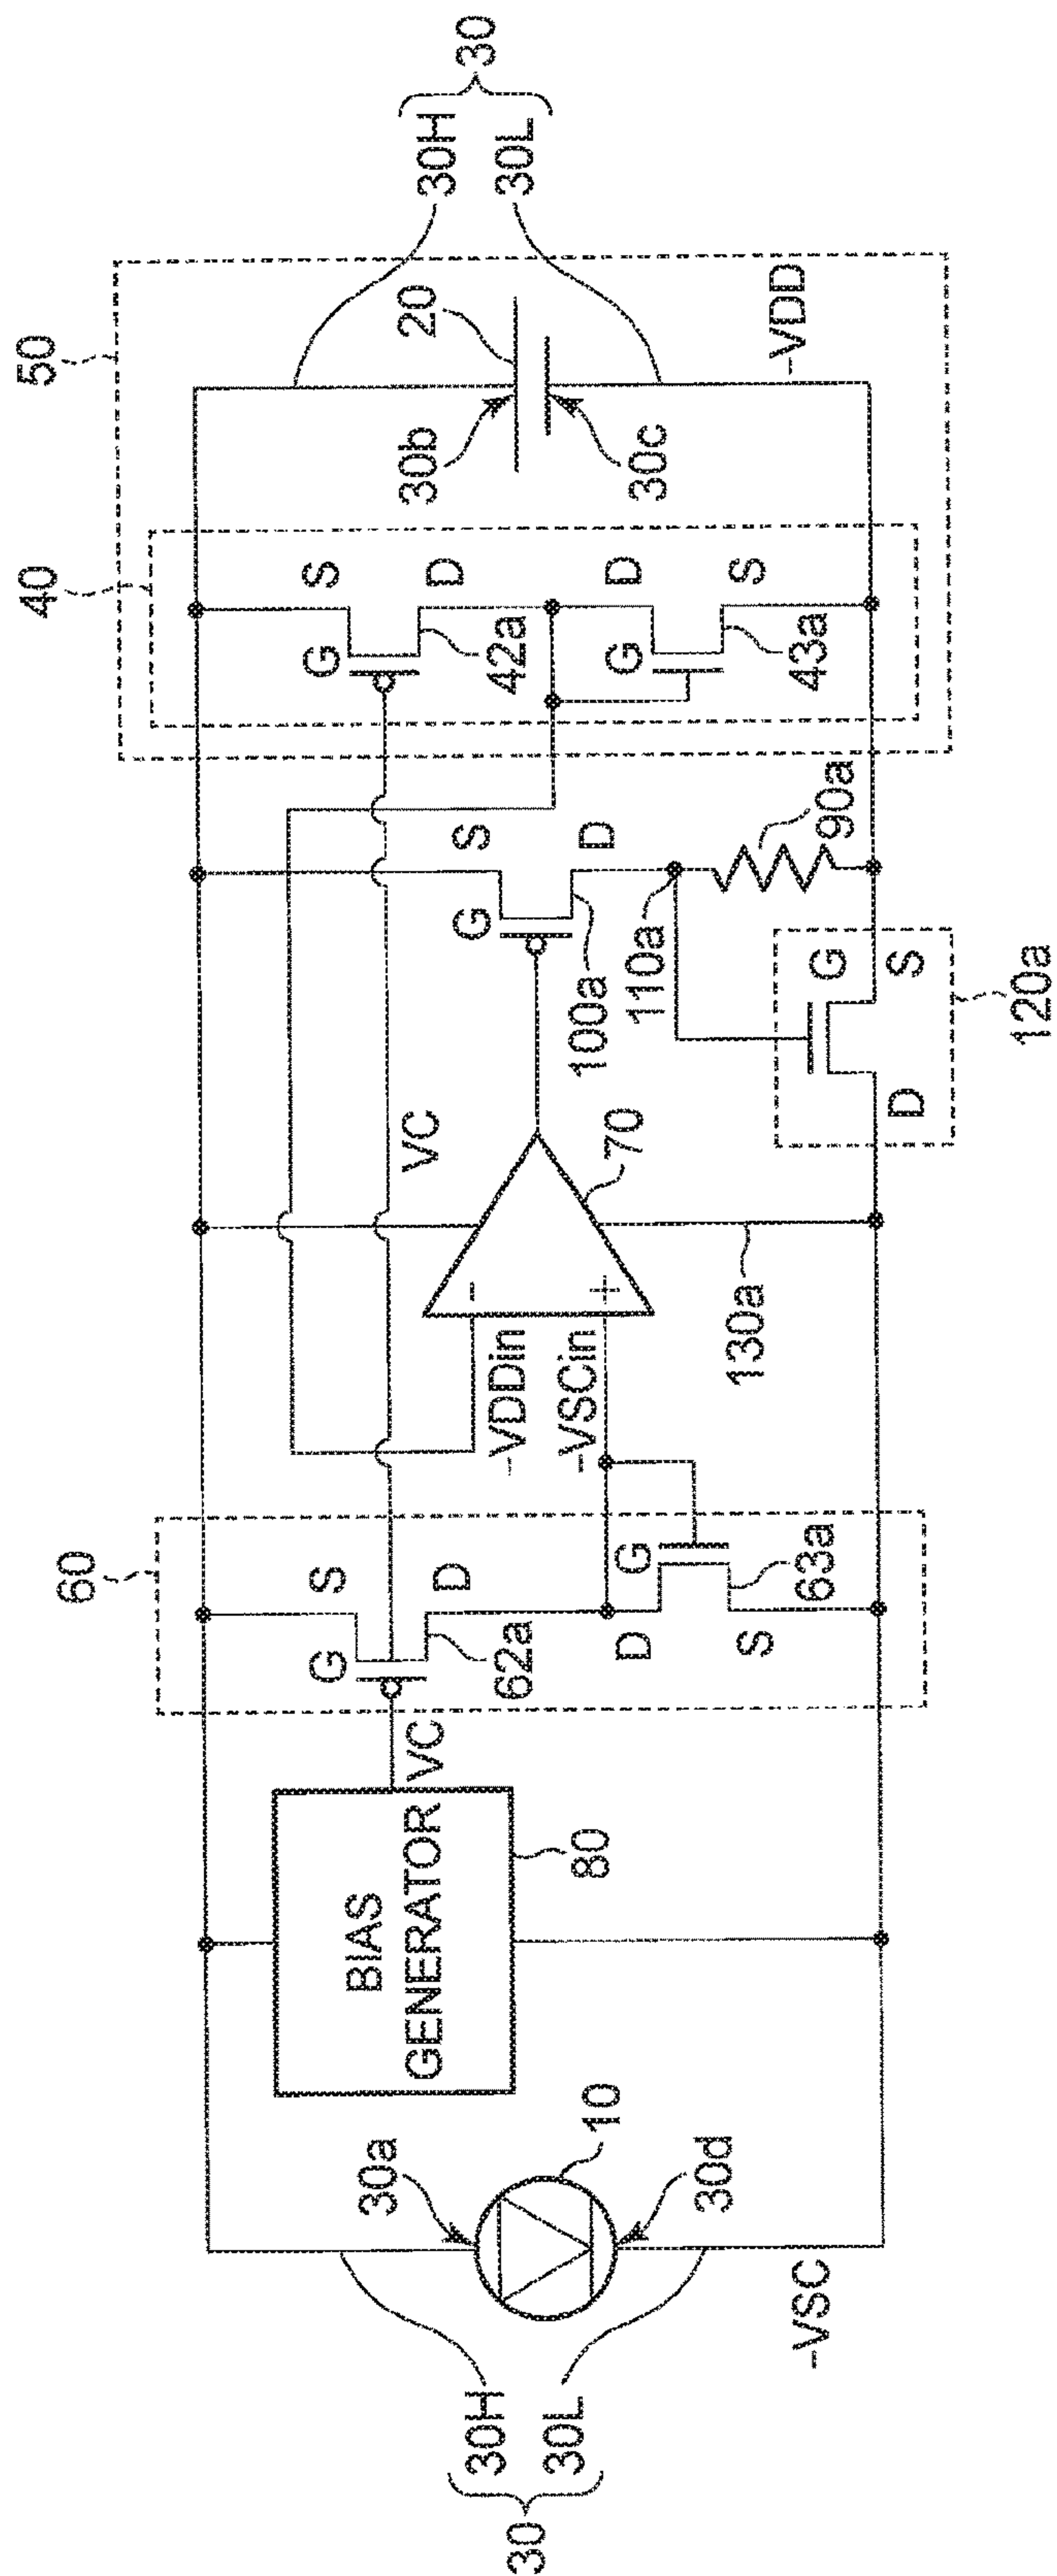 30
30H
30L
50
40
20
30b
30c
-VDD
S
G
D
42a
D
G
S
43a
S
G
D
100a
110a
90a
G
S
D
120a
VC
70
-
+
-VDDin
-VSCin
130a
60
S
G
D
62a
D
G
S
63a
VC
BIAS
GENERATOR
80
30a
10
30d
-VSC
30H
30L
30